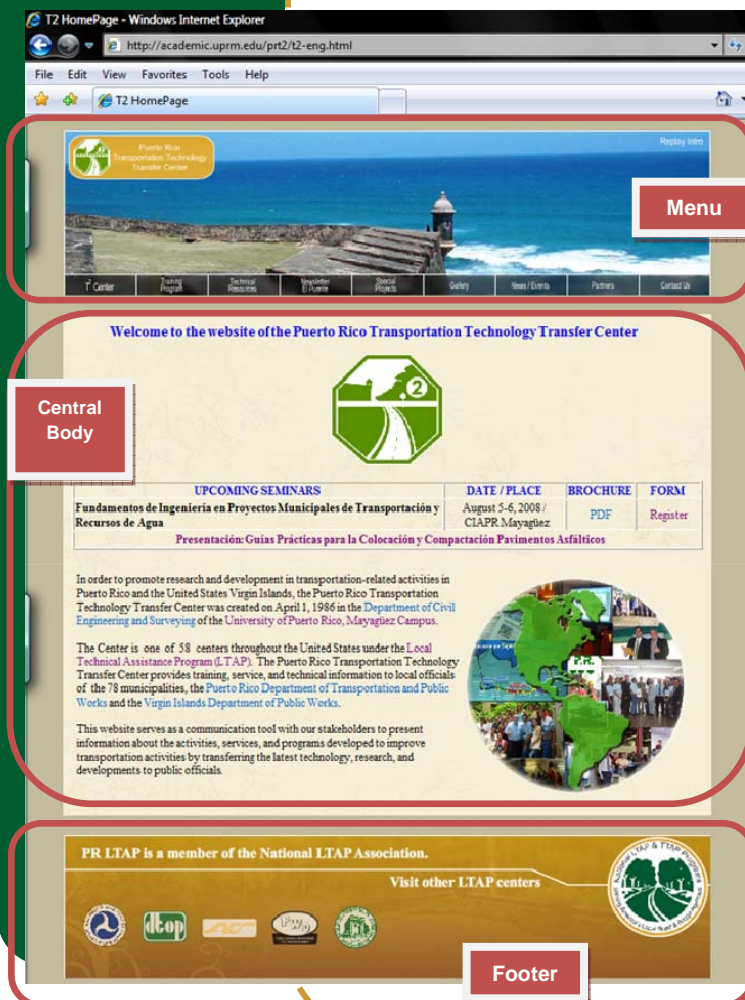 T2 HomePage - Windows Internet Explorer
http://academic.uprm.edu/prt2/t2-eng.html
File Edit View Favorites Tools Help
T2 HomePage
Puerto Rico
Transportation Technology
Transfer Center
Replay Intro
Menu
T² Center
Training Program
Technical Resources
Newsletter El Puente
Special Projects
Gallery
News / Events
Partners
Contact Us
Welcome to the website of the Puerto Rico Transportation Technology Transfer Center
Central
Body
.2
UPCOMING SEMINARS DATE / PLACE BROCHURE FORM
Fundamentos de Ingeniería en Proyectos Municipales de Transportación y
Recursos de Agua
August 5-6, 2008 /
CIAPR Mayagüez
PDF
Register
Presentación: Guías Prácticas para la Colocación y Compactación Pavimentos Asfálticos
In order to promote research and development in transportation-related activities in
Puerto Rico and the United States Virgin Islands, the Puerto Rico Transportation
Technology Transfer Center was created on April 1, 1986 in the Department of Civil
Engineering and Surveying of the University of Puerto Rico, Mayagüez Campus.
The Center is one of 58 centers throughout the United States under the Local
Technical Assistance Program (LTAP). The Puerto Rico Transportation Technology
Transfer Center provides training, service, and technical information to local officials
of the 78 municipalities, the Puerto Rico Department of Transportation and Public
Works and the Virgin Islands Department of Public Works.
This website serves as a communication tool with our stakeholders to present
information about the activities, services, and programs developed to improve
transportation activities by transferring the latest technology, research, and
developments to public officials.
PR LTAP is a member of the National LTAP Association.
Visit other LTAP centers
dtop
Footer